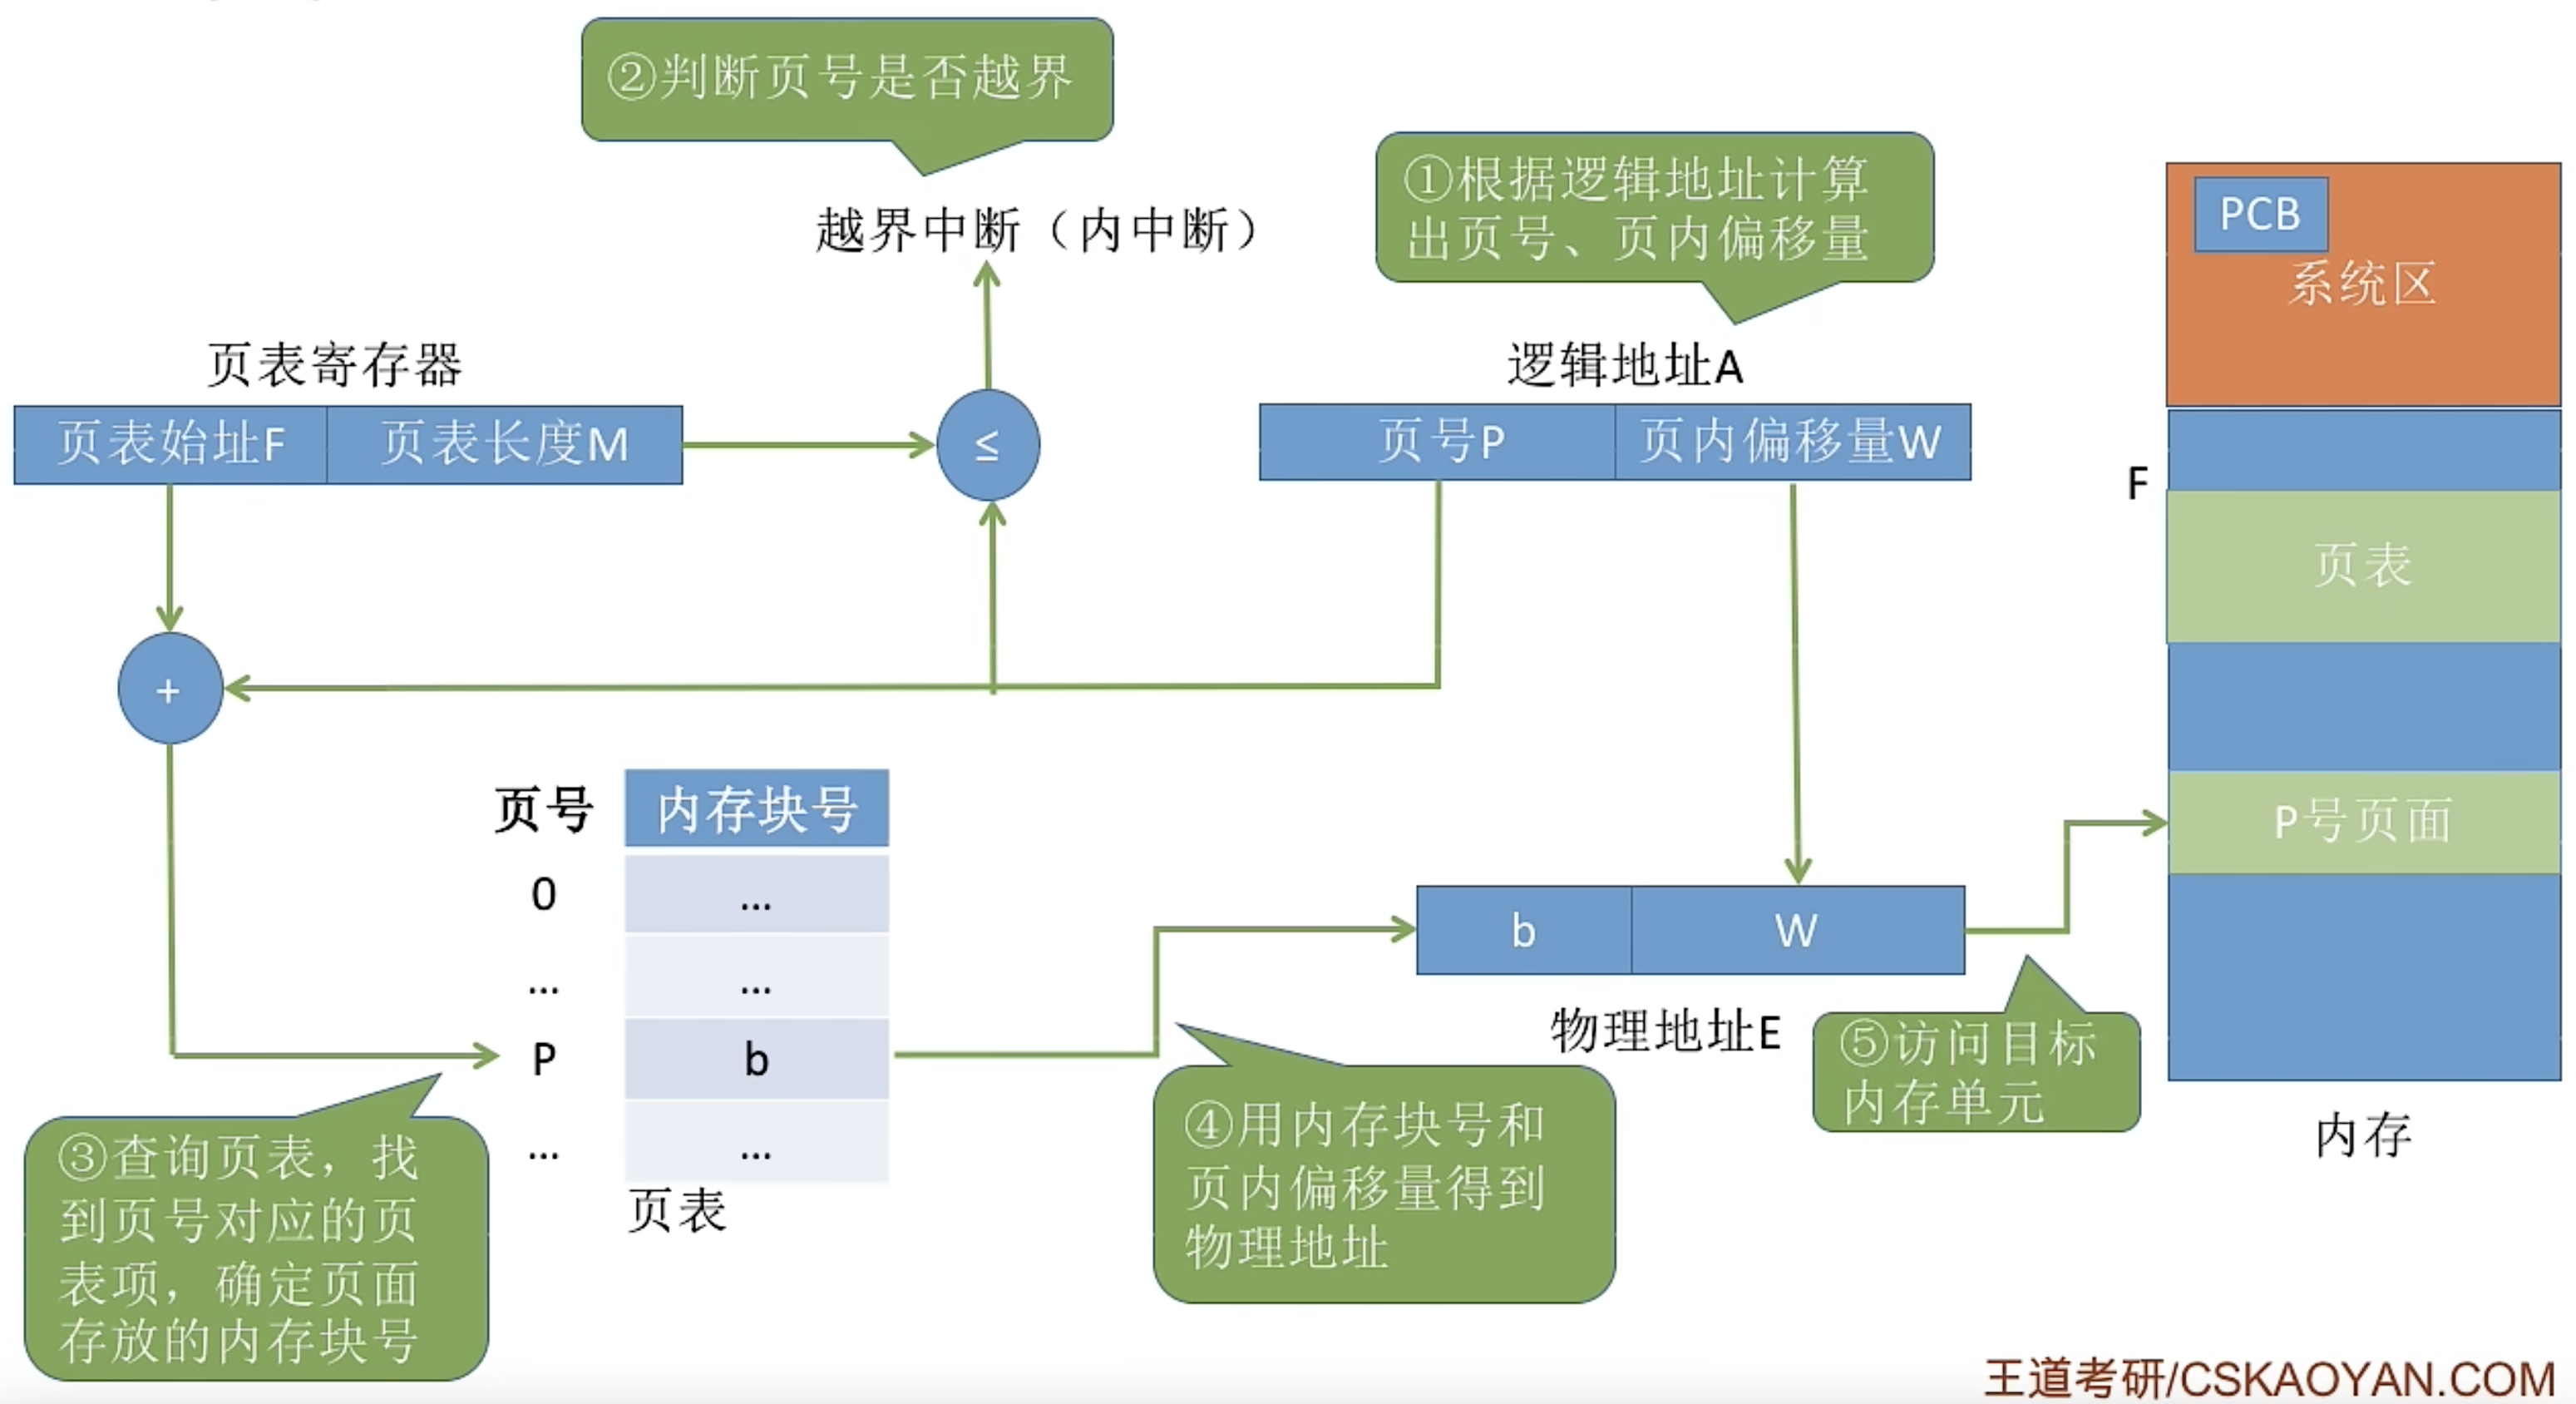 ②判断页号是否越界
①根据逻辑地址计算
出页号、页内偏移量
越界中断（内中断）
PCB
系统区
页表寄存器
逻辑地址A
页表始址F
页表长度M
≤
页号P
页内偏移量W
F
页表
+
页号
内存块号
0
...
...
...
P
b
...
...
页表
b
W
物理地址E
P号页面
③查询页表，找
到页号对应的页
表项，确定页面
存放的内存块号
④用内存块号和
页内偏移量得到
物理地址
⑤访问目标
内存单元
内存
王道考研/CSKAOYAN.COM